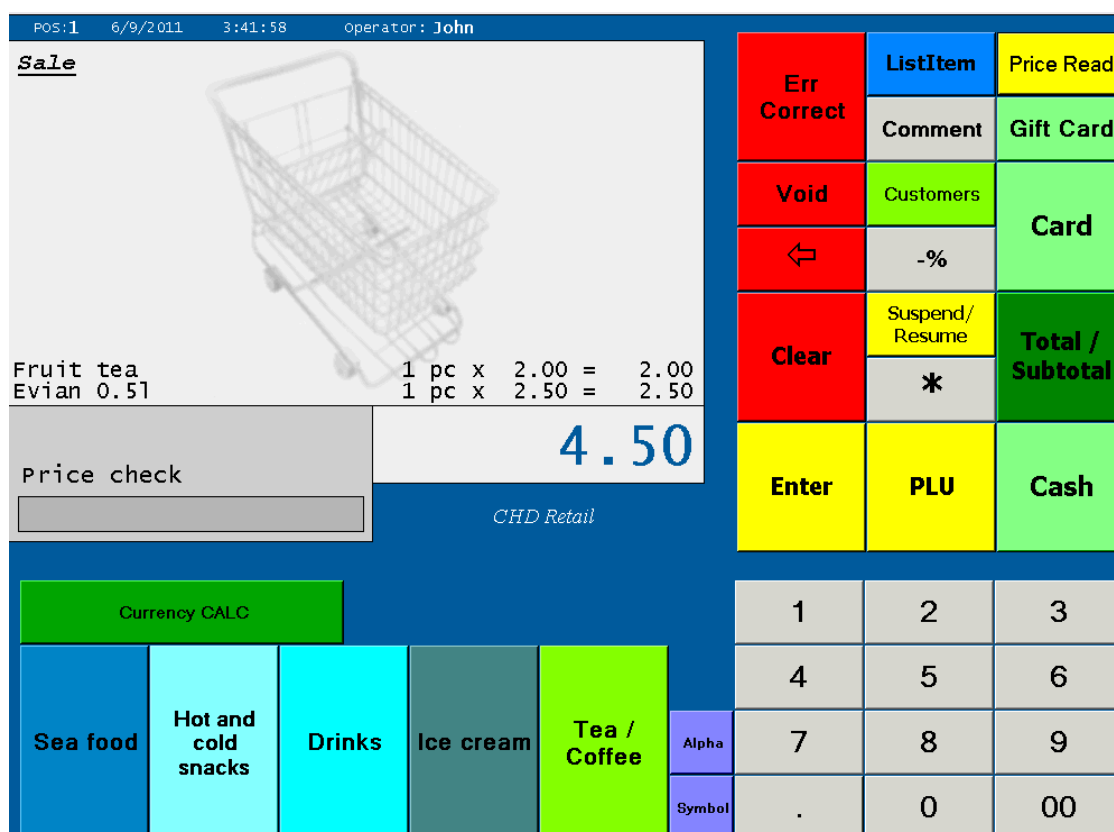 POS:1 6/9/2011 3:41:58 Operator: John
Sale
Fruit tea 1 pc x 2.00 = 2.00
Evian 0.5l 1 pc x 2.50 = 2.50
4.50
Price check
CHD Retail
Err
Correct
ListItem
Price Read
Comment
Gift Card
Void
Customers
Card
⇦
-%
Clear
Suspend/
Resume
Total /
Subtotal
*
Enter
PLU
Cash
Currency CALC
Sea food
Hot and
cold
snacks
Drinks
Ice cream
Tea /
Coffee
Alpha
Symbol
1 2 3
4 5 6
7 8 9
. 0 00